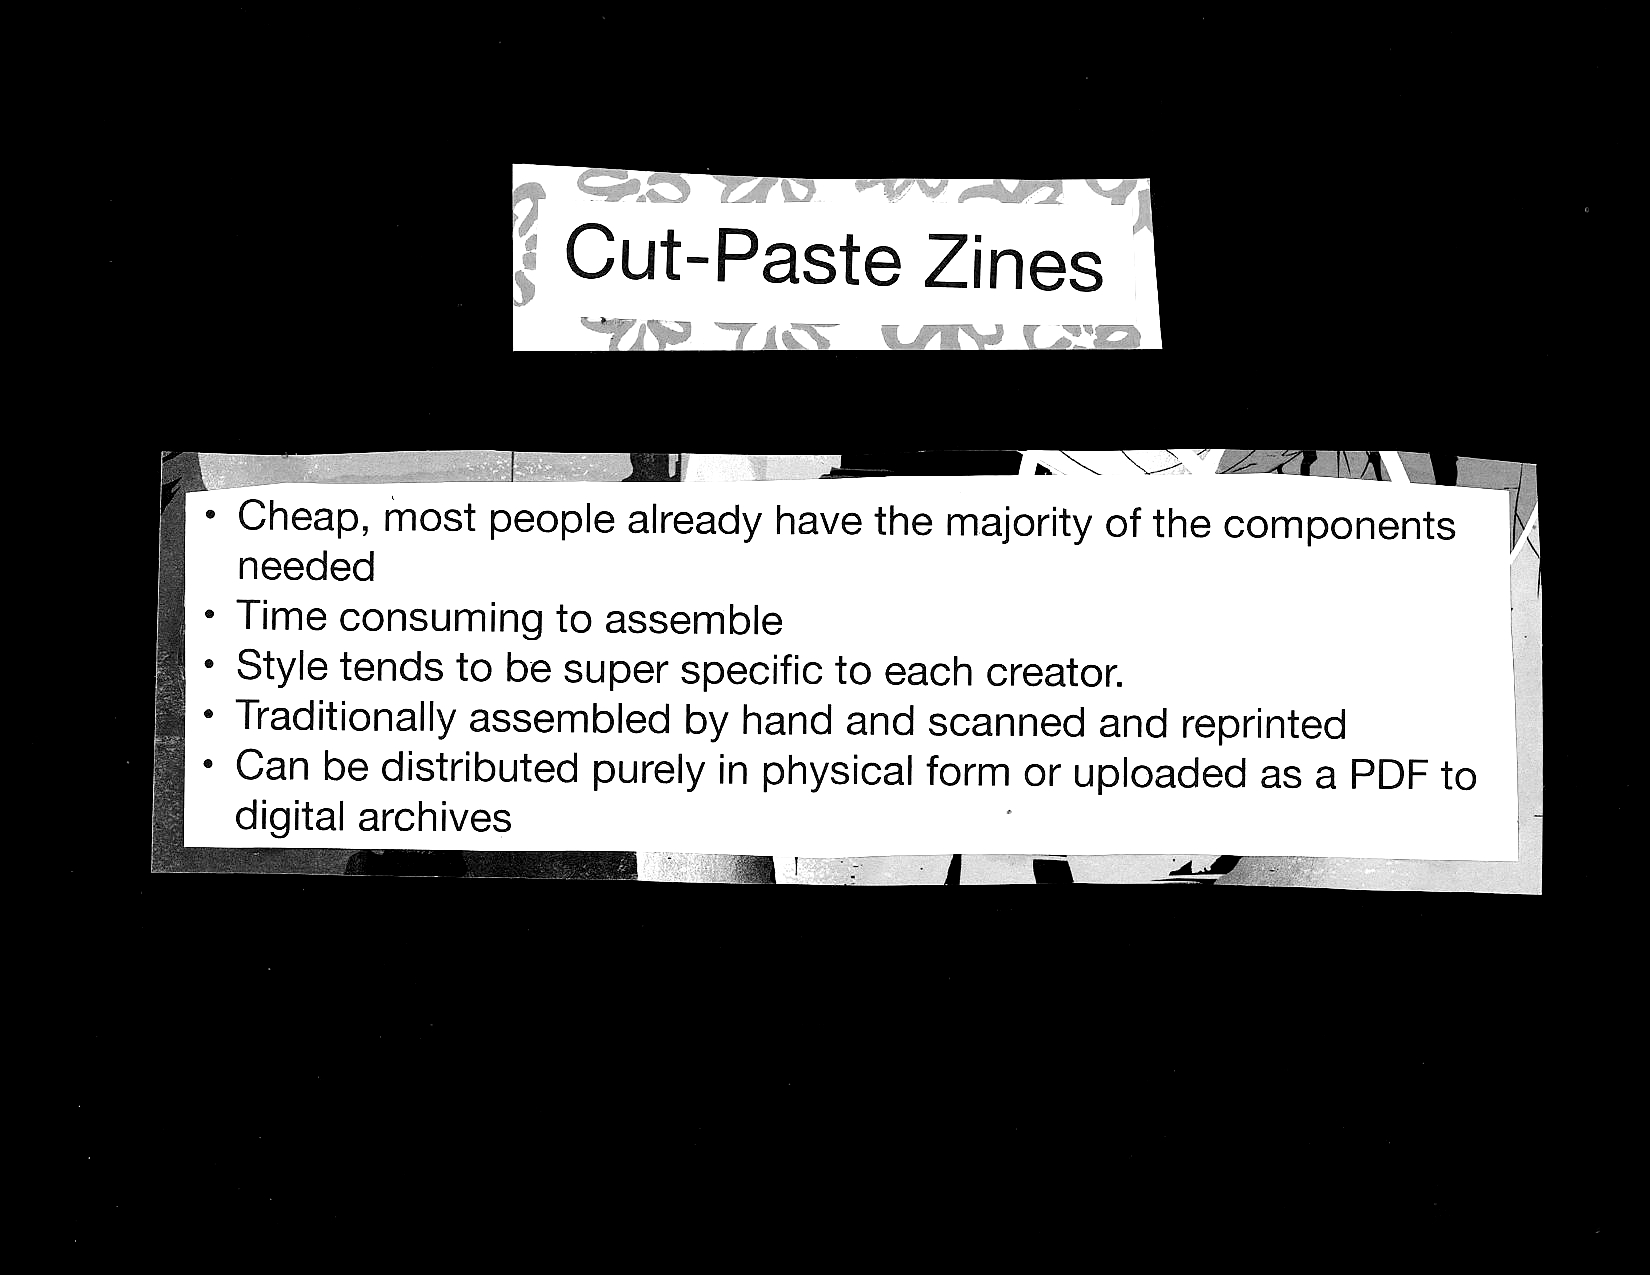 Cut-Paste Zines
• Cheap, most people already have the majority of the components
needed
• Time consuming to assemble
• Style tends to be super specific to each creator.
• Traditionally assembled by hand and scanned and reprinted
• Can be distributed purely in physical form or uploaded as a PDF to
digital archives